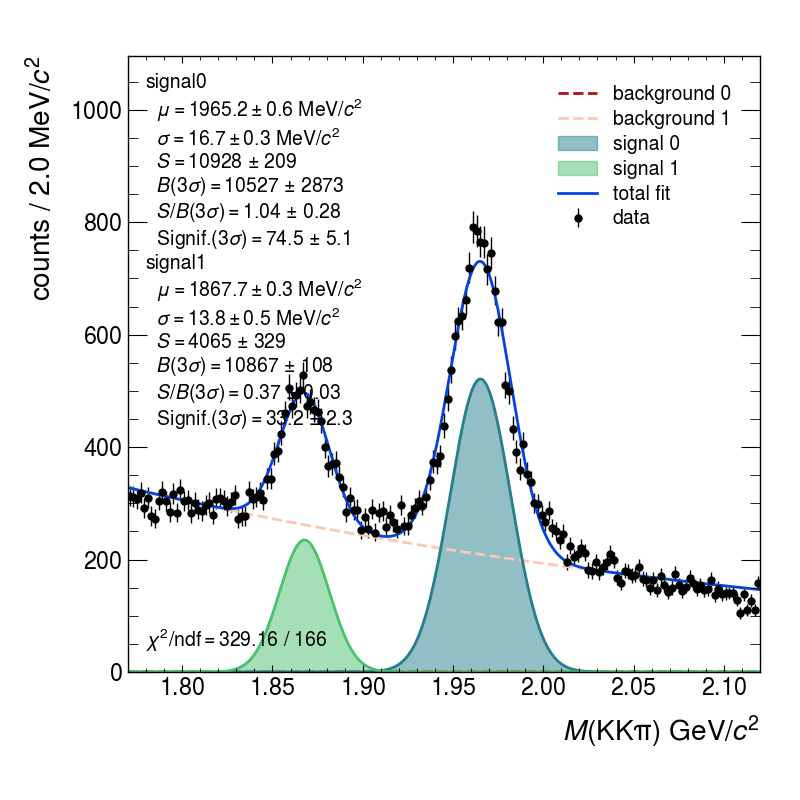 counts / 2.0 MeV/c²
signal0
μ = 1965.2 ± 0.6 MeV/c²
σ = 16.7 ± 0.3 MeV/c²
S = 10928 ± 209
B(3σ) = 10527 ± 2873
S/B(3σ) = 1.04 ± 0.28
Signif.(3σ) = 74.5 ± 5.1
signal1
μ = 1867.7 ± 0.3 MeV/c²
σ = 13.8 ± 0.5 MeV/c²
S = 4065 ± 329
B(3σ) = 10867 ± 108
S/B(3σ) = 0.37 ± 0.03
Signif.(3σ) = 33.2 ± 2.3
background 0
background 1
signal 0
signal 1
total fit
data
1000
800
600
400
200
0
χ²/ndf = 329.16 / 166
1.80 1.85 1.90 1.95 2.00 2.05 2.10
M(KKπ) GeV/c²